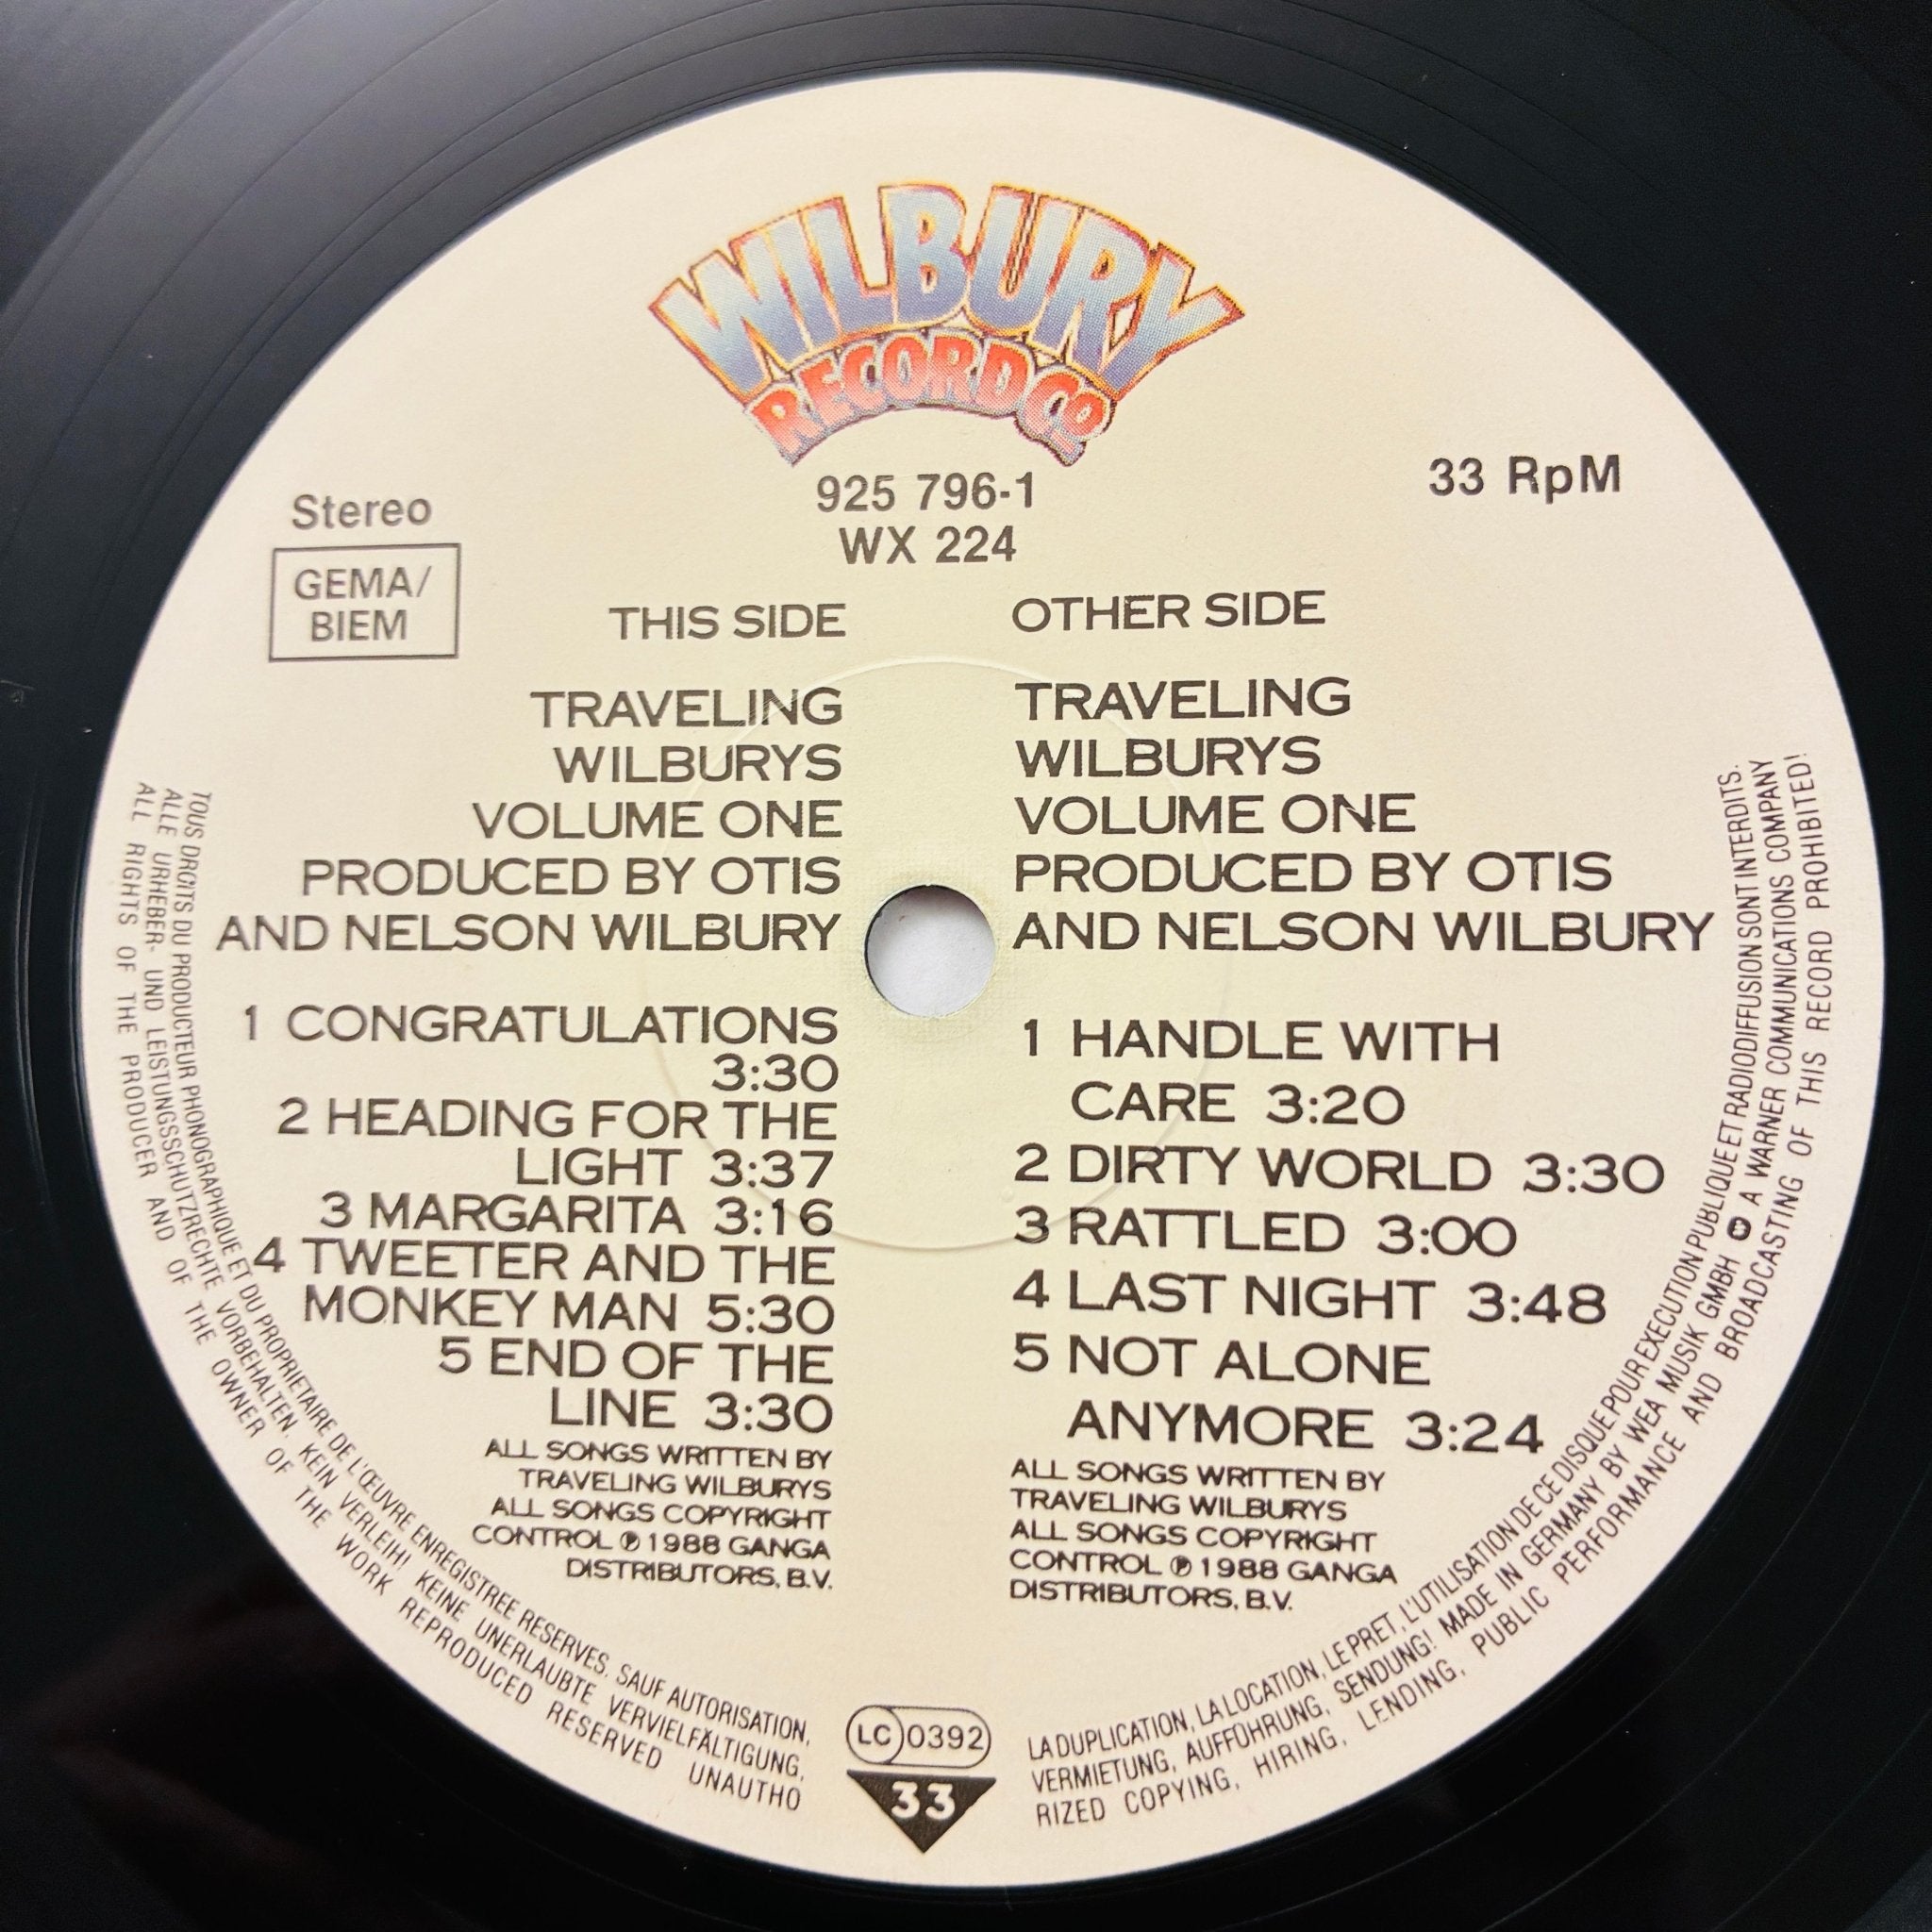 WILBURY
RECORD CO.
925 796-1
WX 224
33 RpM
Stereo
GEMA/
BIEM
THIS SIDE
TRAVELING
WILBURYS
VOLUME ONE
PRODUCED BY OTIS
AND NELSON WILBURY
1 CONGRATULATIONS
3:30
2 HEADING FOR THE
LIGHT 3:37
3 MARGARITA 3:16
4 TWEETER AND THE
MONKEY MAN 5:30
5 END OF THE
LINE 3:30
ALL SONGS WRITTEN BY
TRAVELING WILBURYS
ALL SONGS COPYRIGHT
CONTROL ℗ 1988 GANGA
DISTRIBUTORS, B.V.
OTHER SIDE
TRAVELING
WILBURYS
VOLUME ONE
PRODUCED BY OTIS
AND NELSON WILBURY
1 HANDLE WITH
CARE 3:20
2 DIRTY WORLD 3:30
3 RATTLED 3:00
4 LAST NIGHT 3:48
5 NOT ALONE
ANYMORE 3:24
ALL SONGS WRITTEN BY
TRAVELING WILBURYS
ALL SONGS COPYRIGHT
CONTROL ℗ 1988 GANGA
DISTRIBUTORS, B.V.
TOUS DROITS DU PRODUCTEUR PHONOGRAPHIQUE ET DU PROPRIETAIRE DE L'ŒUVRE ENREGISTREE RESERVES. SAUF AUTORISATION,
LA DUPLICATION, LA LOCATION, LE PRET, L'UTILISATION DE CE DISQUE POUR EXECUTION PUBLIQUE ET RADIODIFFUSION SONT INTERDITS.
ALLE URHEBER- UND LEISTUNGSSCHUTZRECHTE VORBEHALTEN. KEIN VERLEIH! KEINE UNERLAUBTE VERVIELFÄLTIGUNG,
VERMIETUNG, AUFFÜHRUNG, SENDUNG! MADE IN GERMANY BY WEA MUSIK GMBH A WARNER COMMUNICATIONS COMPANY
ALL RIGHTS OF THE PRODUCER AND OF THE OWNER OF THE WORK REPRODUCED RESERVED UNAUTHO
RIZED COPYING, HIRING, LENDING, PUBLIC PERFORMANCE AND BROADCASTING OF THIS RECORD PROHIBITED!
LC 0392
33